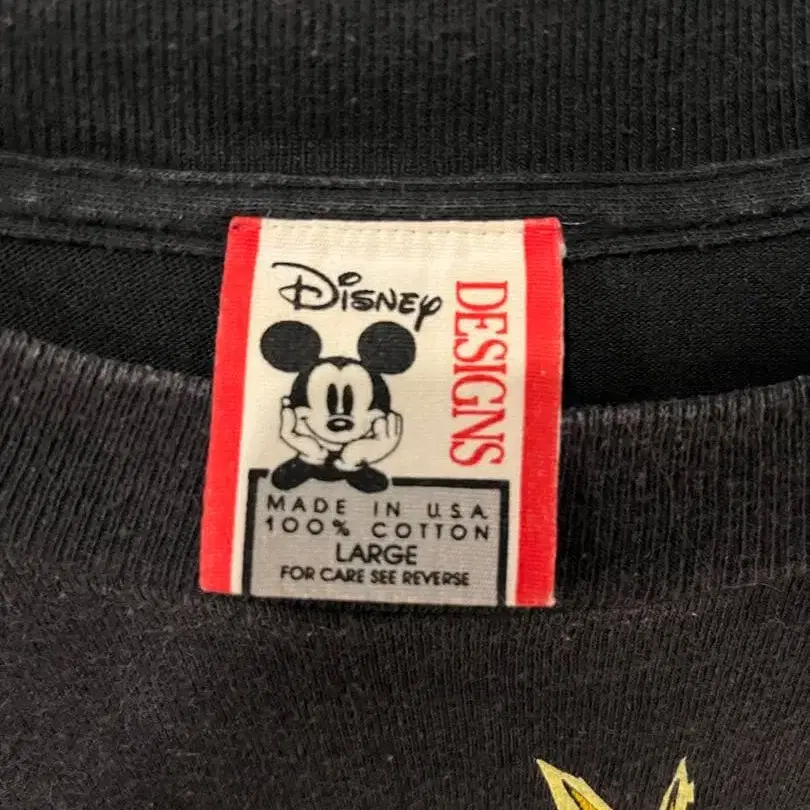 Disney
DESIGNS
MADE IN U.S.A.
100% COTTON
LARGE
FOR CARE SEE REVERSE